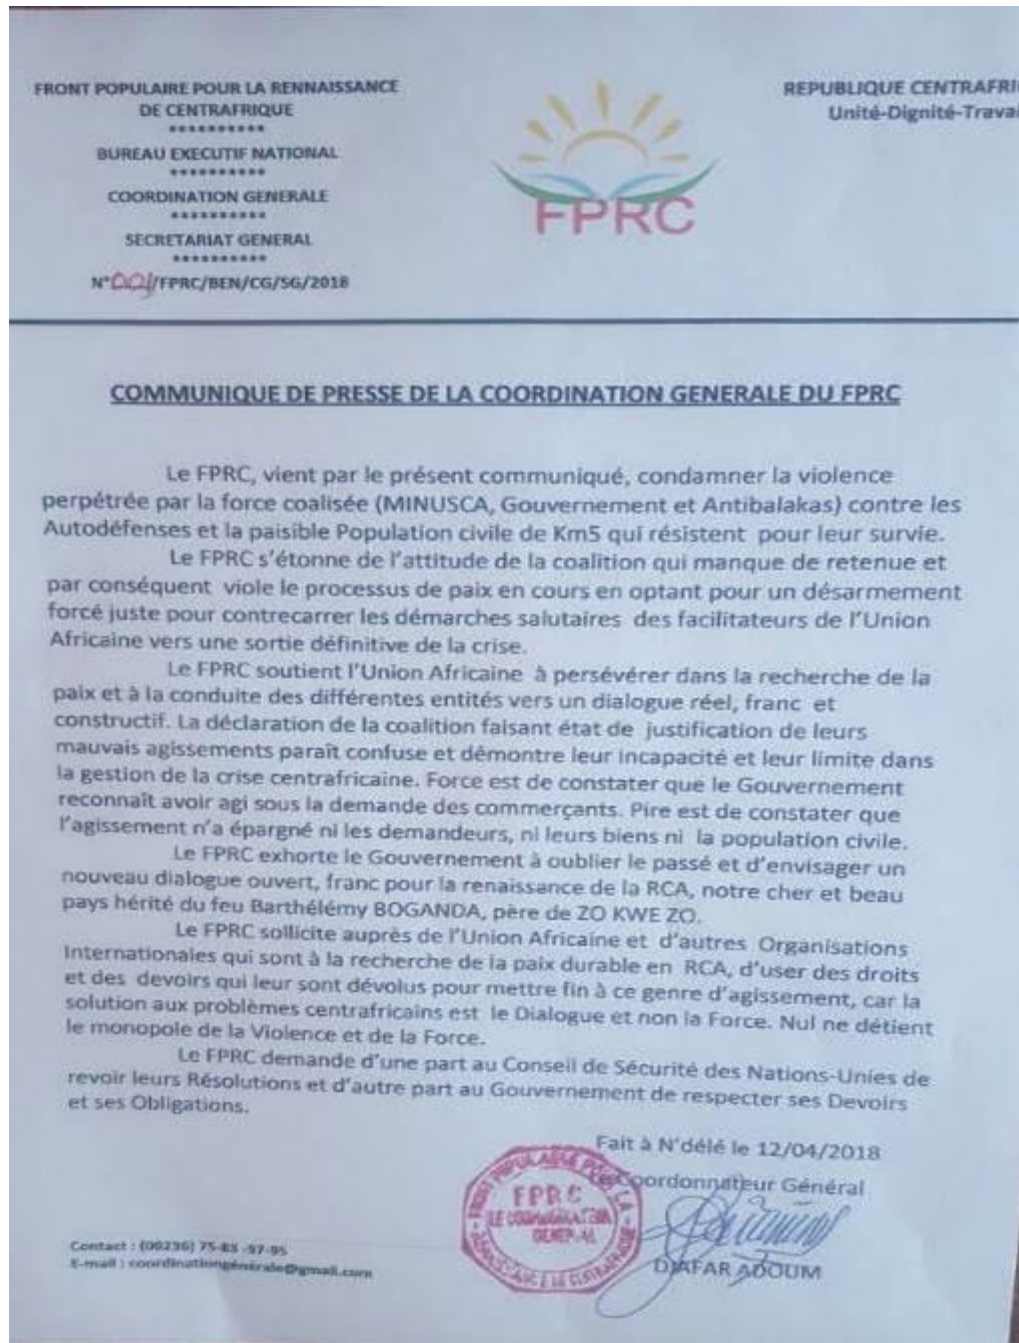 FRONT POPULAIRE POUR LA RENNAISSANCE
DE CENTRAFRIQUE
**********
BUREAU EXECUTIF NATIONAL
**********
COORDINATION GENERALE
**********
SECRETARIAT GENERAL
**********
N°001/FPRC/BEN/CG/SG/2018
FPRC
REPUBLIQUE CENTRAFRI
Unité-Dignité-Travai
COMMUNIQUE DE PRESSE DE LA COORDINATION GENERALE DU FPRC
Le FPRC, vient par le présent communiqué, condamner la violence
perpétrée par la force coalisée (MINUSCA, Gouvernement et Antibalakas) contre les
Autodéfenses et la paisible Population civile de Km5 qui résistent pour leur survie.
Le FPRC s'étonne de l'attitude de la coalition qui manque de retenue et
par conséquent viole le processus de paix en cours en optant pour un désarmement
forcé juste pour contrecarrer les démarches salutaires des facilitateurs de l'Union
Africaine vers une sortie définitive de la crise.
Le FPRC soutient l'Union Africaine à persévérer dans la recherche de la
paix et à la conduite des différentes entités vers un dialogue réel, franc et
constructif. La déclaration de la coalition faisant état de justification de leurs
mauvais agissements paraît confuse et démontre leur incapacité et leur limite dans
la gestion de la crise centrafricaine. Force est de constater que le Gouvernement
reconnaît avoir agi sous la demande des commerçants. Pire est de constater que
l'agissement n'a épargné ni les demandeurs, ni leurs biens ni la population civile.
Le FPRC exhorte le Gouvernement à oublier le passé et d'envisager un
nouveau dialogue ouvert, franc pour la renaissance de la RCA, notre cher et beau
pays hérité du feu Barthélémy BOGANDA, père de ZO KWE ZO.
Le FPRC sollicite auprès de l'Union Africaine et d'autres Organisations
Internationales qui sont à la recherche de la paix durable en RCA, d'user des droits
et des devoirs qui leur sont dévolus pour mettre fin à ce genre d'agissement, car la
solution aux problèmes centrafricains est le Dialogue et non la Force. Nul ne détient
le monopole de la Violence et de la Force.
Le FPRC demande d'une part au Conseil de Sécurité des Nations-Unies de
revoir leurs Résolutions et d'autre part au Gouvernement de respecter ses Devoirs
et ses Obligations.
Fait à N'délé le 12/04/2018
Coordonnateur Général
FPRC
DJAFAR ADOUM
Contact : (00236) 75-83 -97-95
E-mail : coordinationgénérale@gmail.com